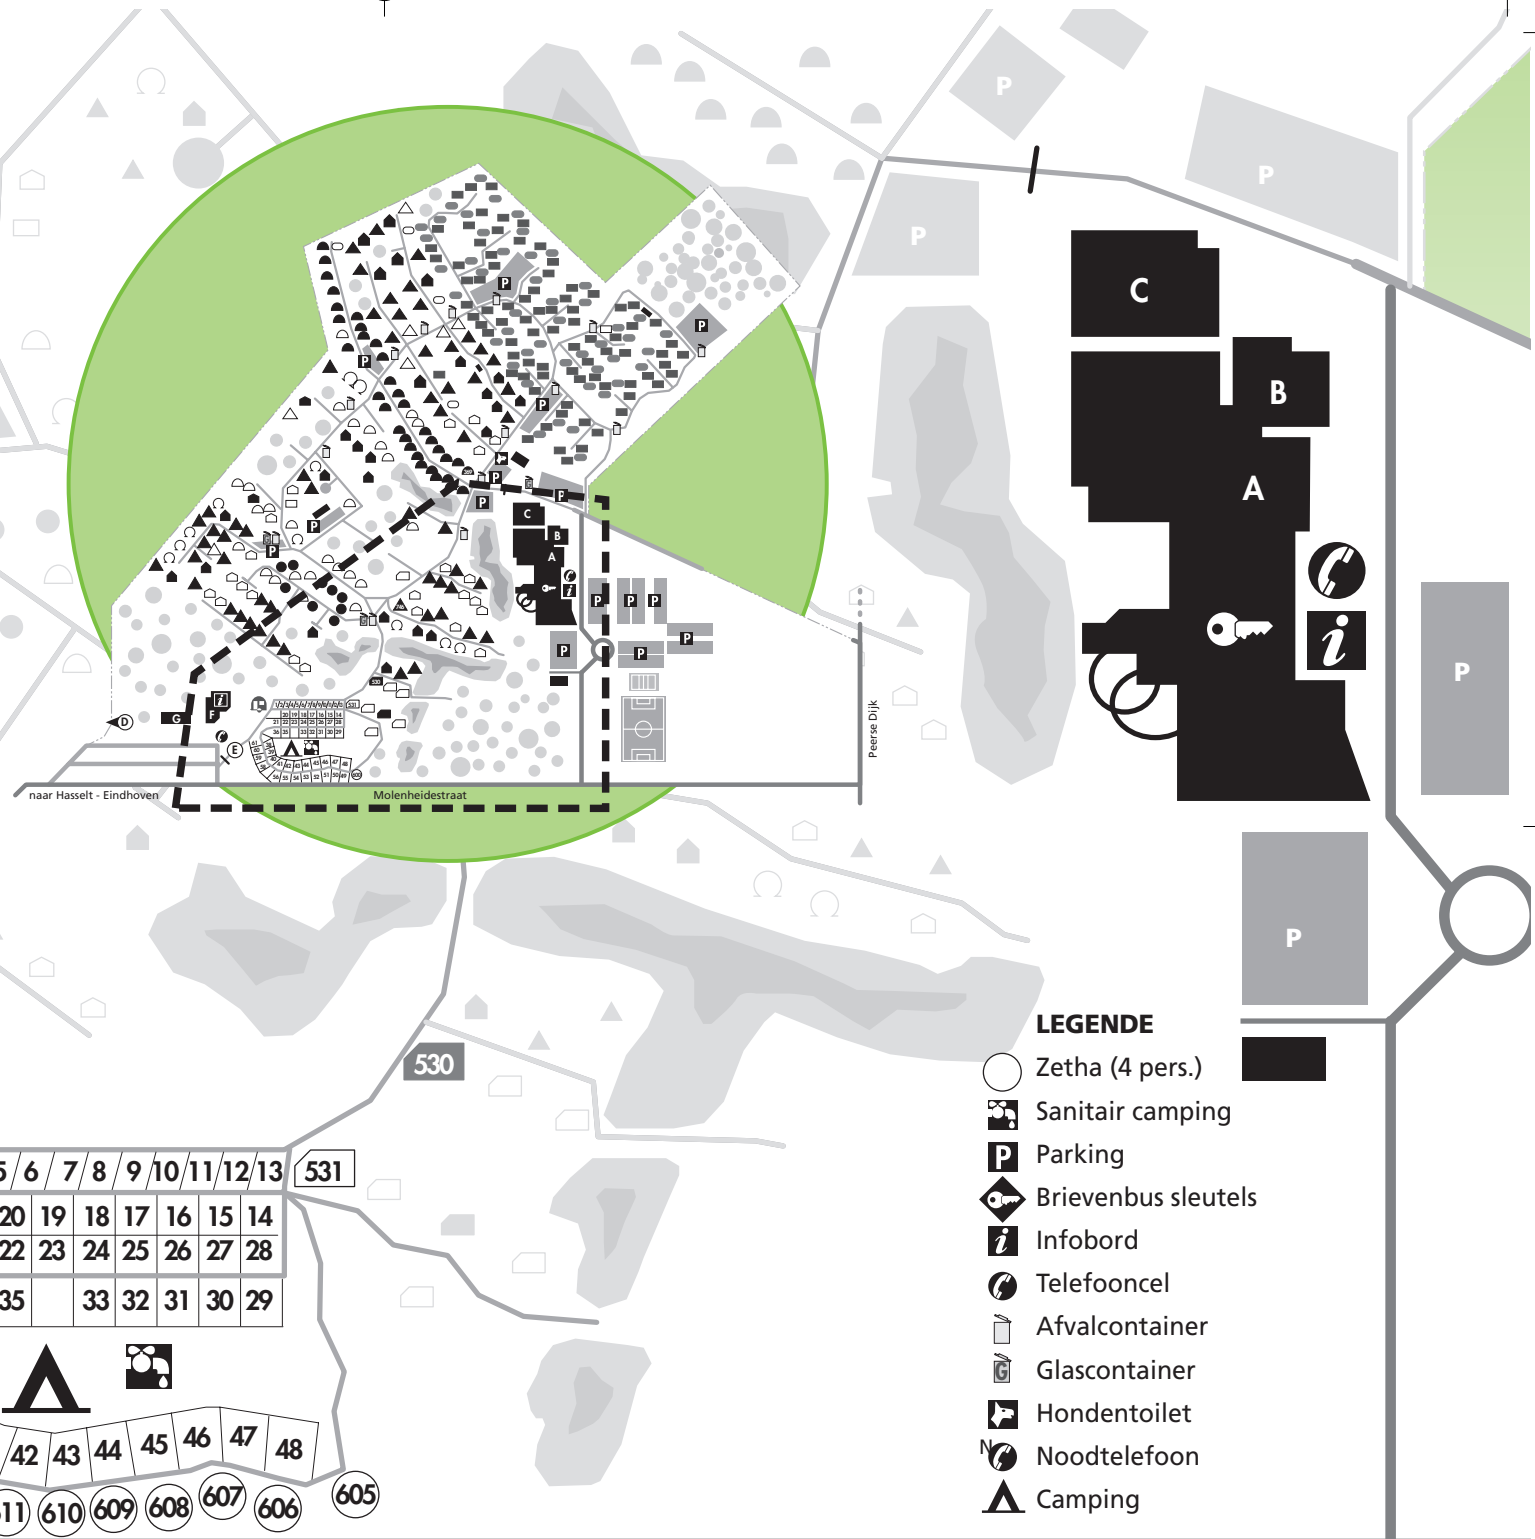 P
P
P
C
B
A
P
P
P
P
P
P
P
P
P
P
P
C
B
A
P
P
P
P
P
P
P
i
D
G
F
E
530
531
Peerse Dijk
naar Hasselt - Eindhoven
Molenheidestraat
P
P
530
6 7 8 9 10 11 12 13 531
20 19 18 17 16 15 14
22 23 24 25 26 27 28
35 33 32 31 30 29
42 43 44 45 46 47 48
610 609 608 607 606 605
LEGENDE
Zetha (4 pers.)
Sanitair camping
P Parking
Brievenbus sleutels
i Infobord
Telefooncel
Afvalcontainer
G Glascontainer
Hondentoilet
N Noodtelefoon
Camping